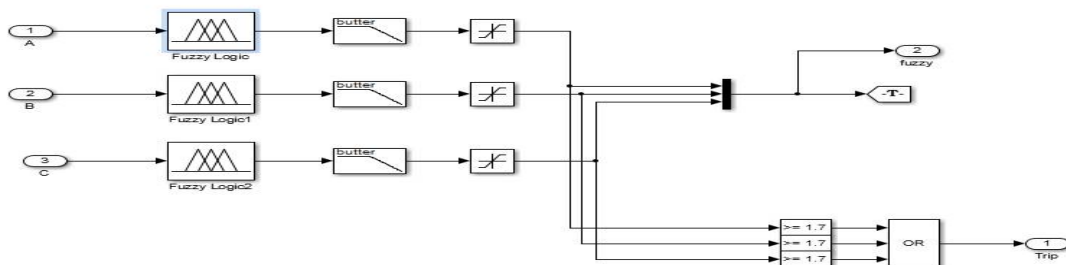 1
A
Fuzzy Logic
butter
2
fuzzy
2
B
Fuzzy Logic1
butter
-T-
3
C
Fuzzy Logic2
butter
>= 1.7
>= 1.7
>= 1.7
OR
1
Trip